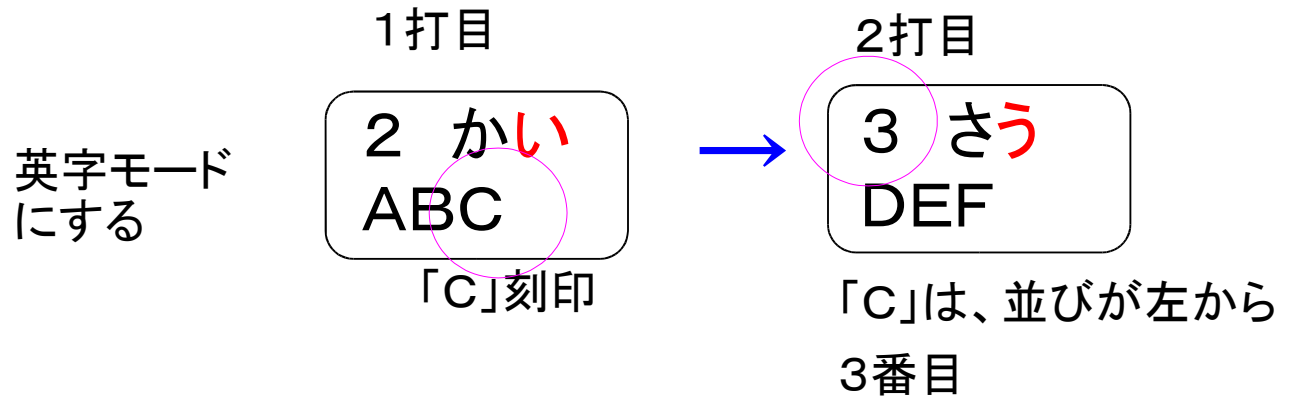 1打目
2打目
英字モード
にする
2 かい
ABC
→
3 さう
DEF
「C」刻印
「C」は、並びが左から
3番目